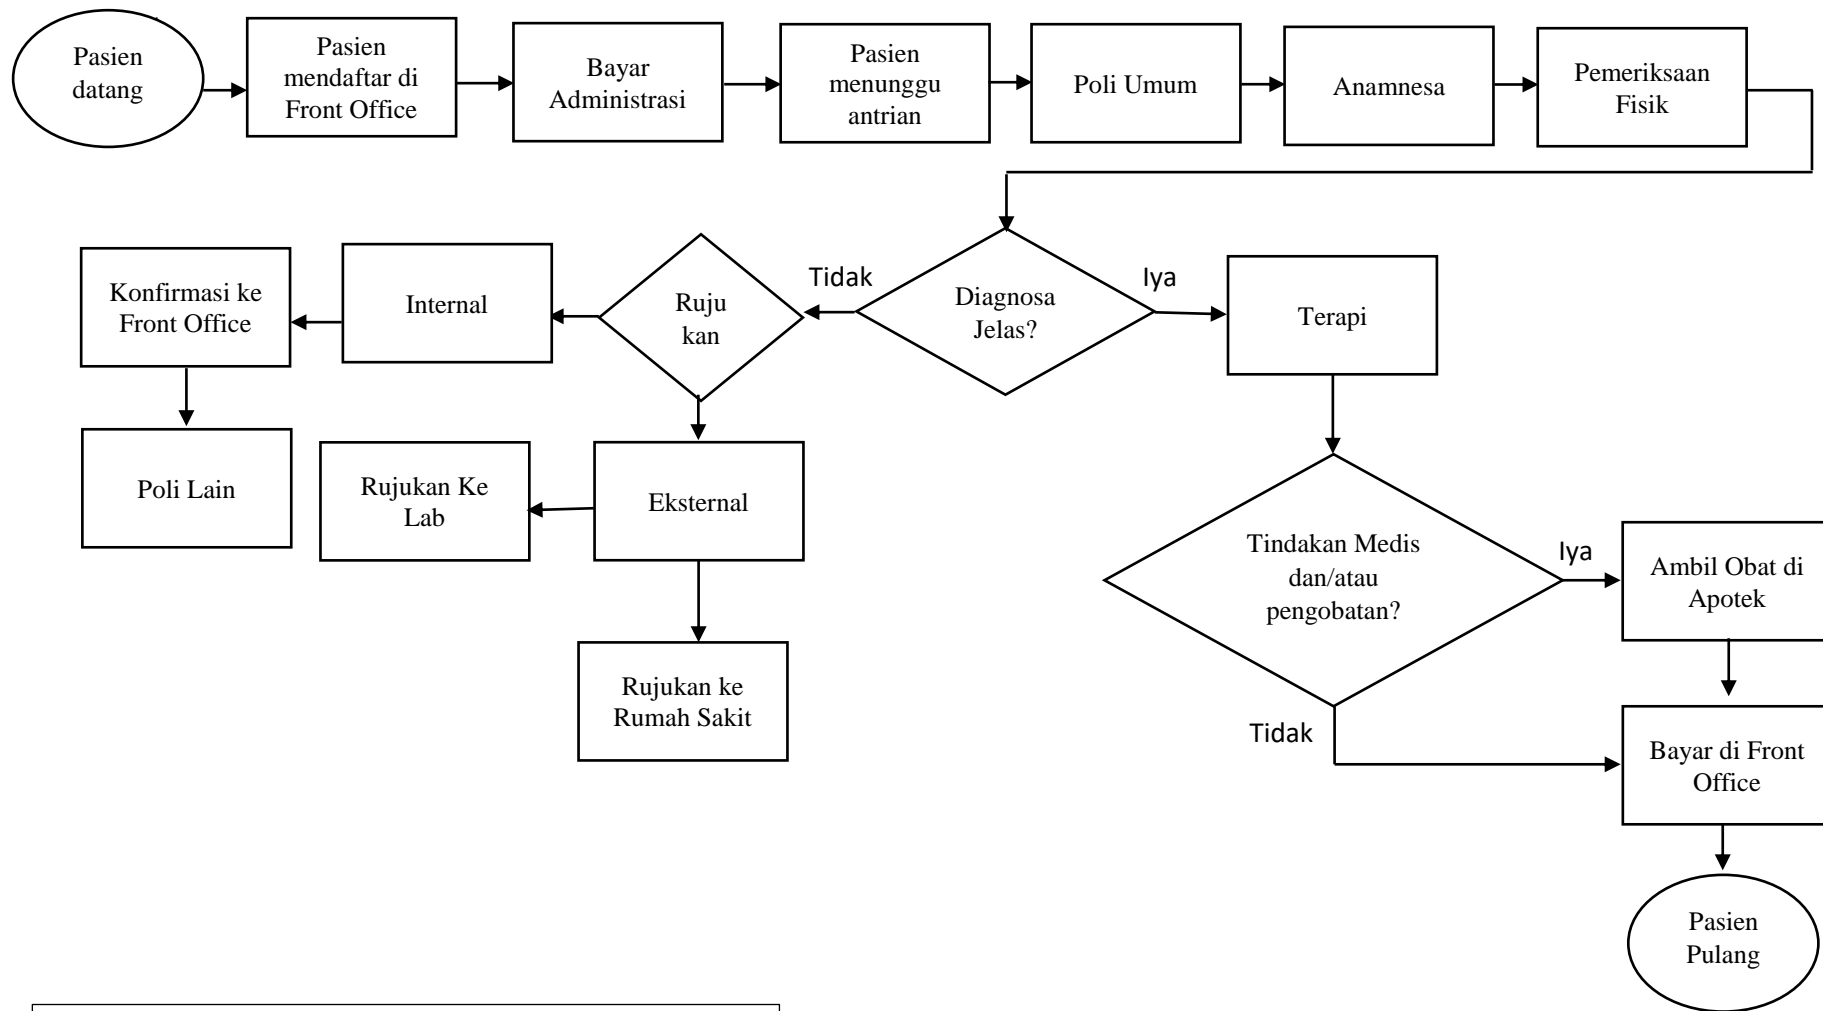 Pasien
datang
Pasien
mendaftar di
Front Office
Bayar
Administrasi
Pasien
menunggu
antrian
Poli Umum
Anamnesa
Pemeriksaan
Fisik
Konfirmasi ke
Front Office
Internal
Ruju
kan
Tidak
Diagnosa
Jelas?
Iya
Terapi
Poli Lain
Rujukan Ke
Lab
Eksternal
Tindakan Medis
dan/atau
pengobatan?
Iya
Ambil Obat di
Apotek
Rujukan ke
Rumah Sakit
Tidak
Bayar di Front
Office
Pasien
Pulang